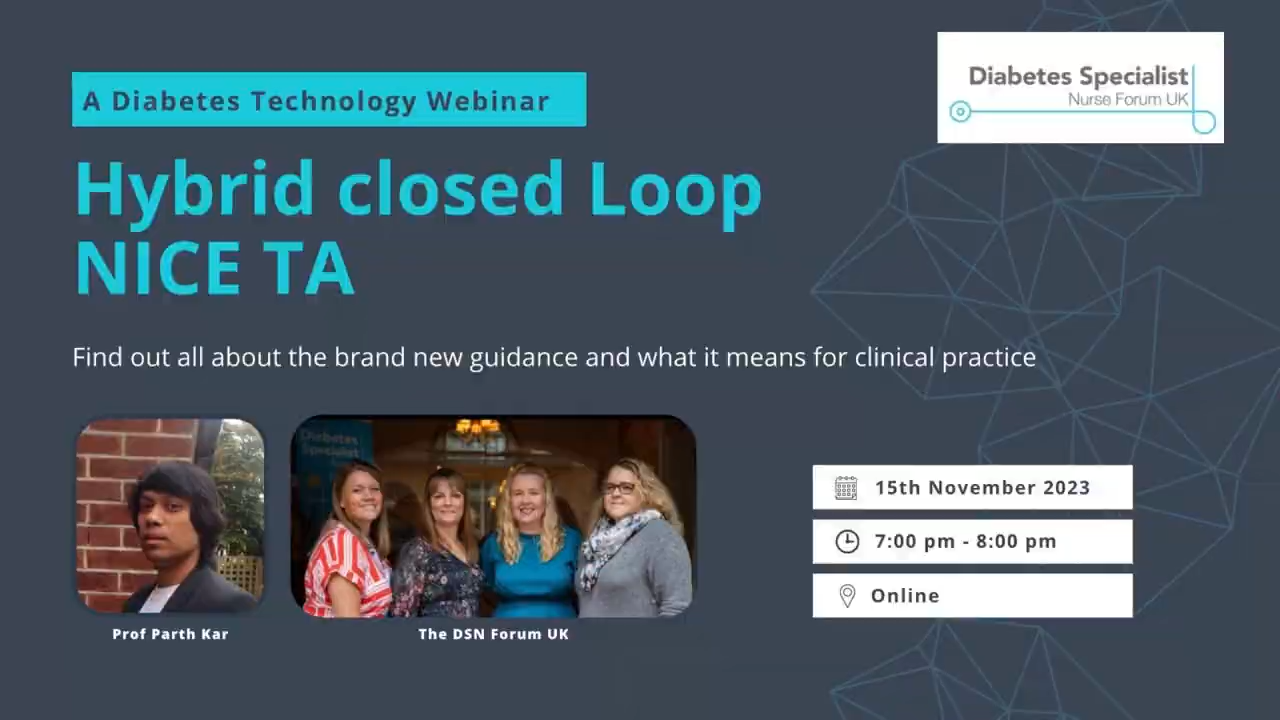 A Diabetes Technology Webinar
Diabetes Specialist
Nurse Forum UK
Hybrid closed Loop
NICE TA
Find out all about the brand new guidance and what it means for clinical practice
Diabetes
Specialist
15th November 2023
7:00 pm - 8:00 pm
Online
Prof Parth Kar
The DSN Forum UK